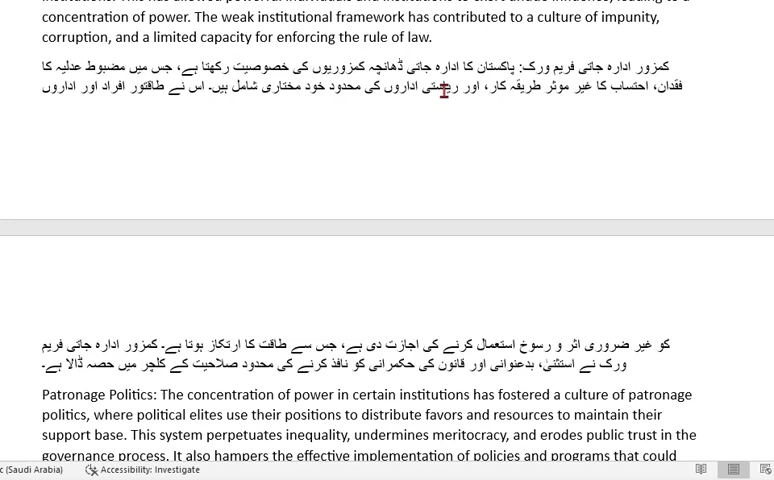 concentration of power. The weak institutional framework has contributed to a culture of impunity,
corruption, and a limited capacity for enforcing the rule of law.
کمزور ادارہ جاتی فریم ورک: پاکستان کا ادارہ جاتی ڈھانچہ کمزوریوں کی خصوصیت رکھتا ہے، جس میں مضبوط عدلیہ کا
فقدان، احتساب کا غیر موثر طریقہ کار، اور ریاستی اداروں کی محدود خود مختاری شامل ہیں۔ اس نے طاقتور افراد اور اداروں
کو غیر ضروری اثر و رسوخ استعمال کرنے کی اجازت دی ہے، جس سے طاقت کا ارتکاز ہوتا ہے۔ کمزور ادارہ جاتی فریم
ورک نے استثنیٰ، بدعنوانی اور قانون کی حکمرانی کو نافذ کرنے کی محدود صلاحیت کے کلچر میں حصہ ڈالا ہے۔
Patronage Politics: The concentration of power in certain institutions has fostered a culture of patronage
politics, where political elites use their positions to distribute favors and resources to maintain their
support base. This system perpetuates inequality, undermines meritocracy, and erodes public trust in the
governance process. It also hampers the effective implementation of policies and programs that could
c (Saudi Arabia) Accessibility: Investigate